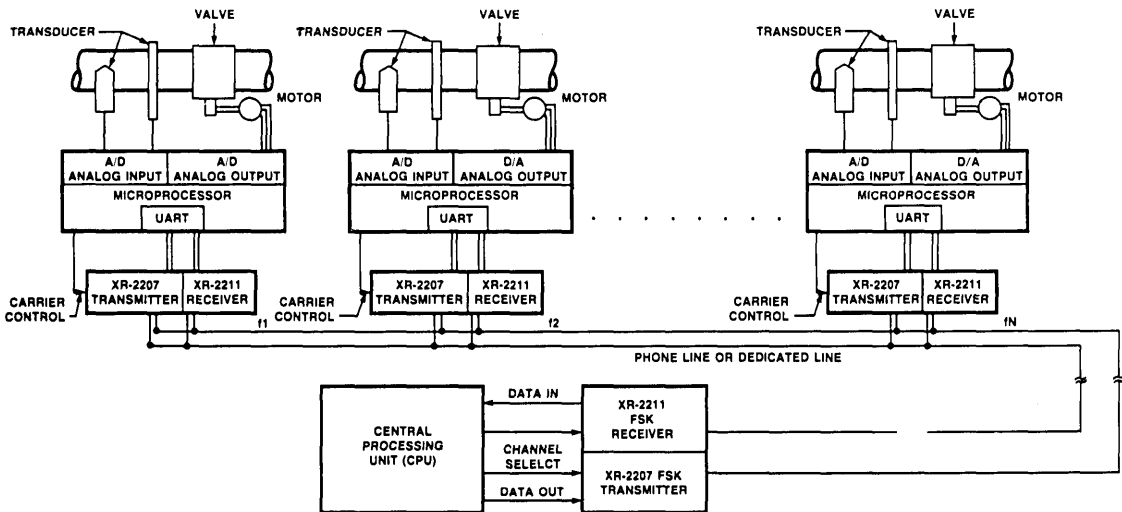 VALVE
TRANSDUCER
MOTOR
A/D
ANALOG INPUT
A/D
ANALOG OUTPUT
MICROPROCESSOR
UART
XR-2207
TRANSMITTER
XR-2211
RECEIVER
CARRIER
CONTROL
f1
VALVE
TRANSDUCER
MOTOR
A/D
ANALOG INPUT
D/A
ANALOG OUTPUT
MICROPROCESSOR
UART
XR-2207
TRANSMITTER
XR-2211
RECEIVER
CARRIER
CONTROL
f2
VALVE
TRANSDUCER
MOTOR
A/D
ANALOG INPUT
D/A
ANALOG OUTPUT
MICROPROCESSOR
UART
XR-2207
TRANSMITTER
XR-2211
RECEIVER
CARRIER
CONTROL
fN
PHONE LINE OR DEDICATED LINE
CENTRAL
PROCESSING
UNIT (CPU)
DATA IN
CHANNEL
SELELCT
DATA OUT
XR-2211
FSK
RECEIVER
XR-2207 FSK
TRANSMITTER